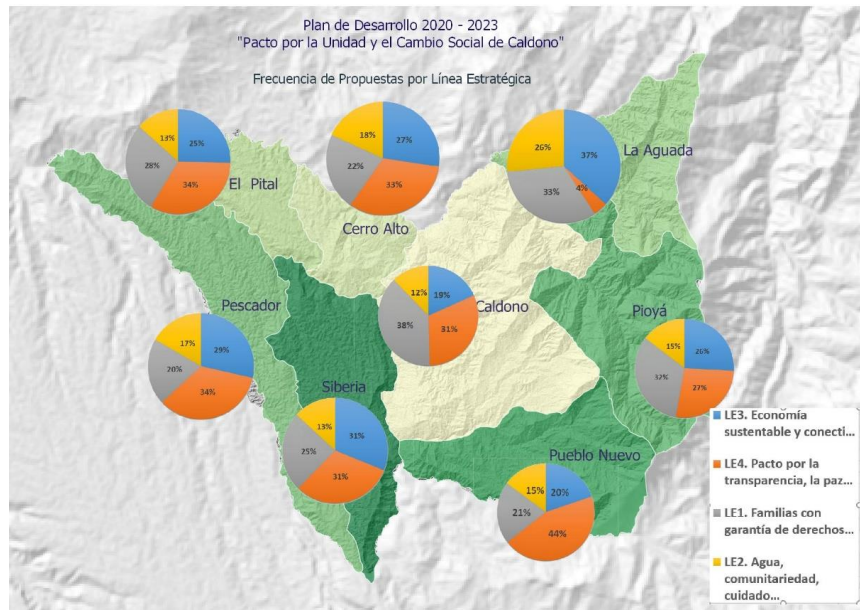 Plan de Desarrollo 2020 - 2023
"Pacto por la Unidad y el Cambio Social de Caldono"
Frecuencia de Propuestas por Línea Estratégica
El Pital
13%
25%
28%
34%
Cerro Alto
18%
27%
22%
33%
La Aguada
26%
37%
33%
4%
Pescador
17%
29%
20%
34%
Caldono
12%
19%
38%
31%
Pioyá
15%
26%
32%
27%
Siberia
13%
31%
25%
31%
Pueblo Nuevo
15%
20%
21%
44%
LE3. Economía
sustentable y conecti...
LE4. Pacto por la
transparencia, la paz...
LE1. Familias con
garantía de derechos...
LE2. Agua,
comunitariedad,
cuidado...